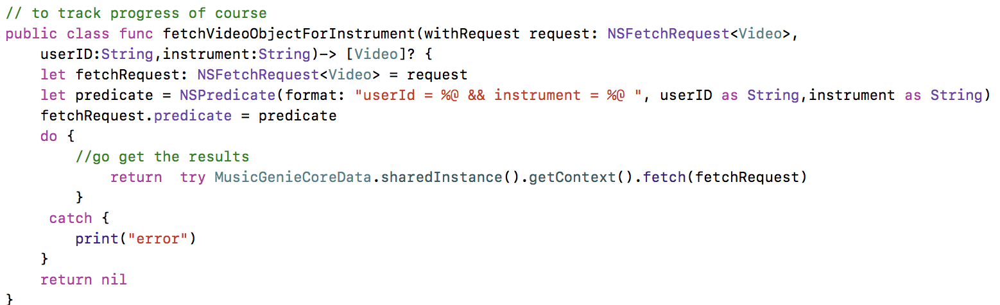 // to track progress of course
public class func fetchVideoObjectForInstrument(withRequest request: NSFetchRequest<Video>,
    userID:String,instrument:String)-> [Video]? {
    let fetchRequest: NSFetchRequest<Video> = request
    let predicate = NSPredicate(format: "userId = %@ && instrument = %@ ", userID as String,instrument as String)
    fetchRequest.predicate = predicate
    do {
        //go get the results
            return  try MusicGenieCoreData.sharedInstance().getContext().fetch(fetchRequest)
        }
     catch {
        print("error")
    }
    return nil
}